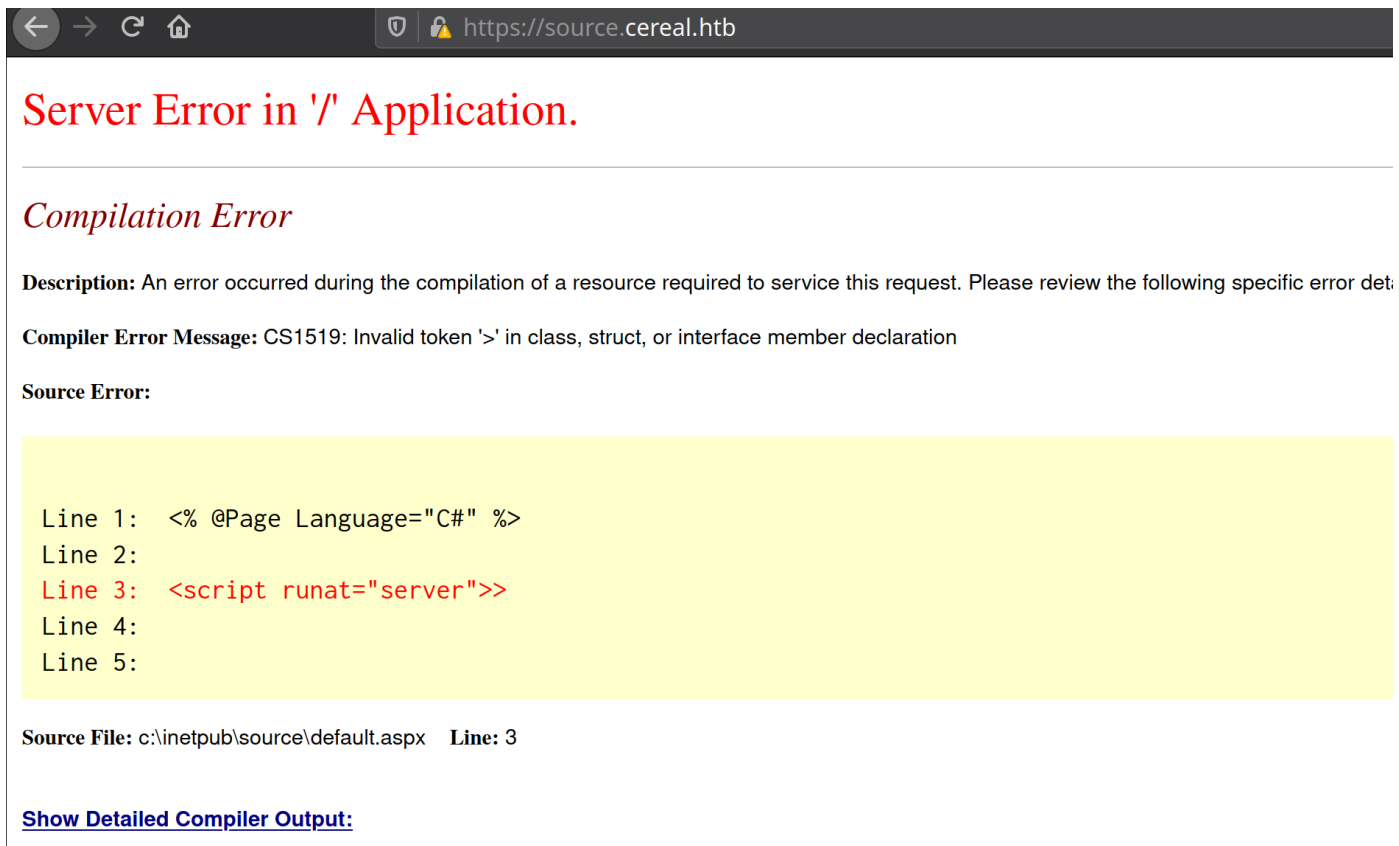 https://source.cereal.htb
Server Error in '/' Application.
Compilation Error
Description: An error occurred during the compilation of a resource required to service this request. Please review the following specific error
Compiler Error Message: CS1519: Invalid token '>' in class, struct, or interface member declaration
Source Error:
Line 1:  <% @Page Language="C#" %>
Line 2:
Line 3:  <script runat="server">>
Line 4:
Line 5:
Source File: c:\inetpub\source\default.aspx    Line: 3
Show Detailed Compiler Output: